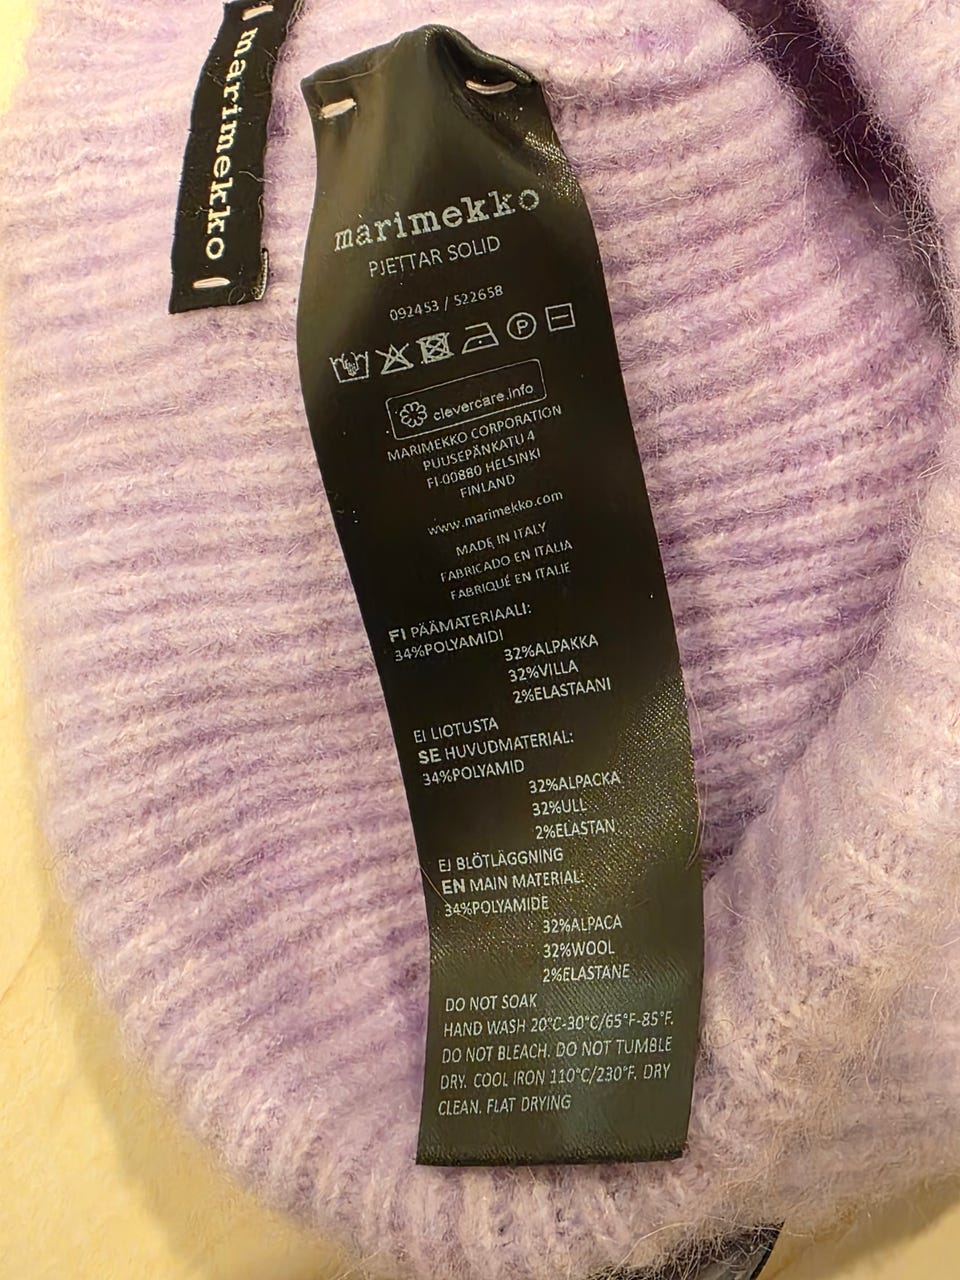 marimekko
marimekko
PJETTAR SOLID
092453 / 522658
P
clevercare.info
MARIMEKKO CORPORATION
PUUSEPÄNKATU 4
FI-00880 HELSINKI
FINLAND
www.marimekko.com
MADE IN ITALY
FABRICADO EN ITALIA
FABRIQUÉ EN ITALIE
FI PÄÄMATERIAALI:
34%POLYAMIDI
32%ALPAKKA
32%VILLA
2%ELASTAANI
EI LIOTUSTA
SE HUVUDMATERIAL:
34%POLYAMID
32%ALPACKA
32%ULL
2%ELASTAN
EJ BLÖTLÄGGNING
EN MAIN MATERIAL:
34%POLYAMIDE
32%ALPACA
32%WOOL
2%ELASTANE
DO NOT SOAK
HAND WASH 20°C-30°C/65°F-85°F.
DO NOT BLEACH. DO NOT TUMBLE
DRY. COOL IRON 110°C/230°F. DRY
CLEAN. FLAT DRYING